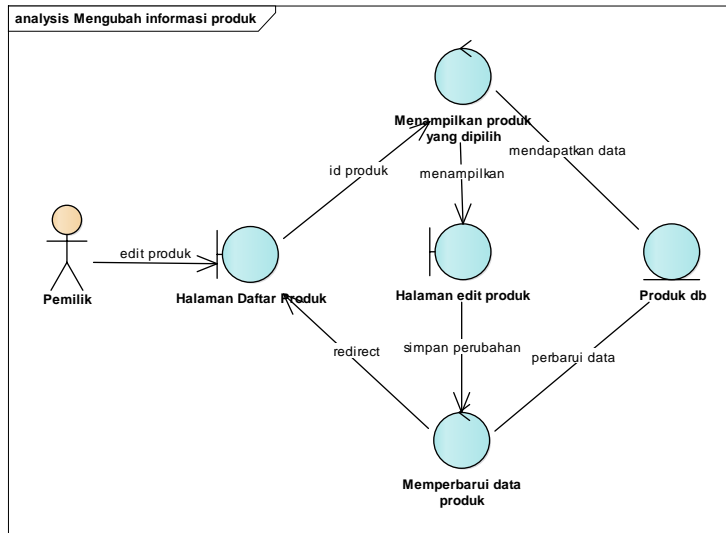 analysis Mengubah informasi produk
Menampilkan produk
yang dipilih
mendapatkan data
id produk
menampilkan
edit produk
Pemilik
Halaman Daftar Produk
Halaman edit produk
Produk db
redirect
simpan perubahan
perbarui data
Memperbarui data
produk